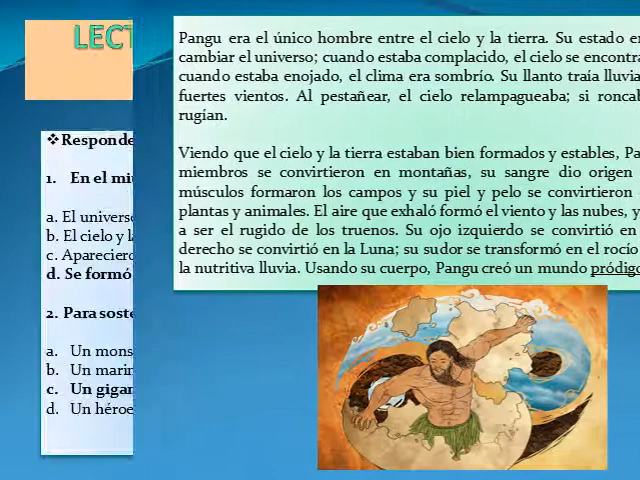 LECT
❖Responde
1. En el mi
a. El universo
b. El cielo y l
c. Aparecier
d. Se formó
2. Para soste
a. Un mons
b. Un marin
c. Un gigan
d. Un héroe
Pangu era el único hombre entre el cielo y la tierra. Su estado
cambiar el universo; cuando estaba complacido, el cielo se encontra
cuando estaba enojado, el clima era sombrío. Su llanto traía lluvia
fuertes vientos. Al pestañear, el cielo relampagueaba; si roncab
rugían.
Viendo que el cielo y la tierra estaban bien formados y estables, Pa
miembros se convirtieron en montañas, su sangre dio origen
músculos formaron los campos y su piel y pelo se convirtieron
plantas y animales. El aire que exhaló formó el viento y las nubes, y
a ser el rugido de los truenos. Su ojo izquierdo se convirtió en
derecho se convirtió en la Luna; su sudor se transformó en el rocío
la nutritiva lluvia. Usando su cuerpo, Pangu creó un mundo pródigo